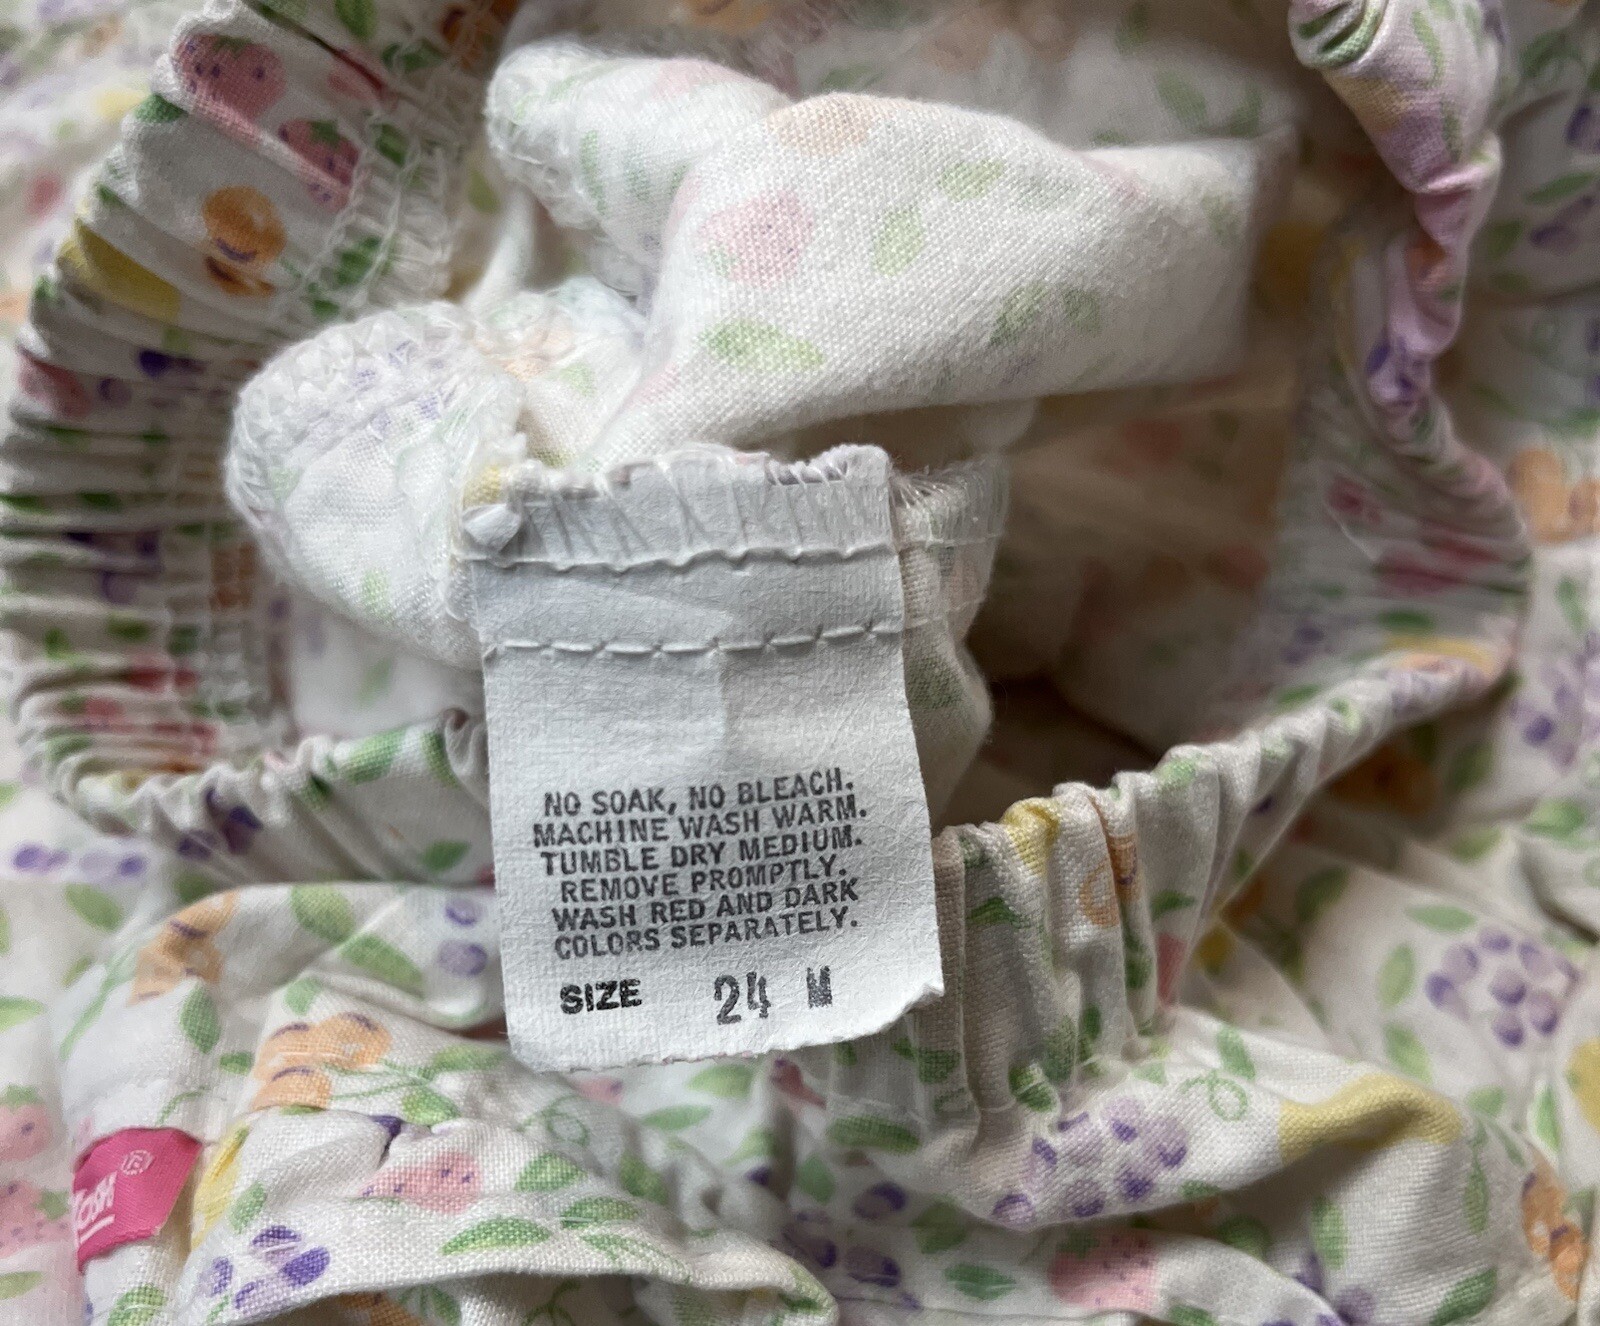 NO SOAK, NO BLEACH.
MACHINE WASH WARM.
TUMBLE DRY MEDIUM.
REMOVE PROMPTLY.
WASH RED AND DARK
COLORS SEPARATELY.
SIZE 24 M
KOSH ®